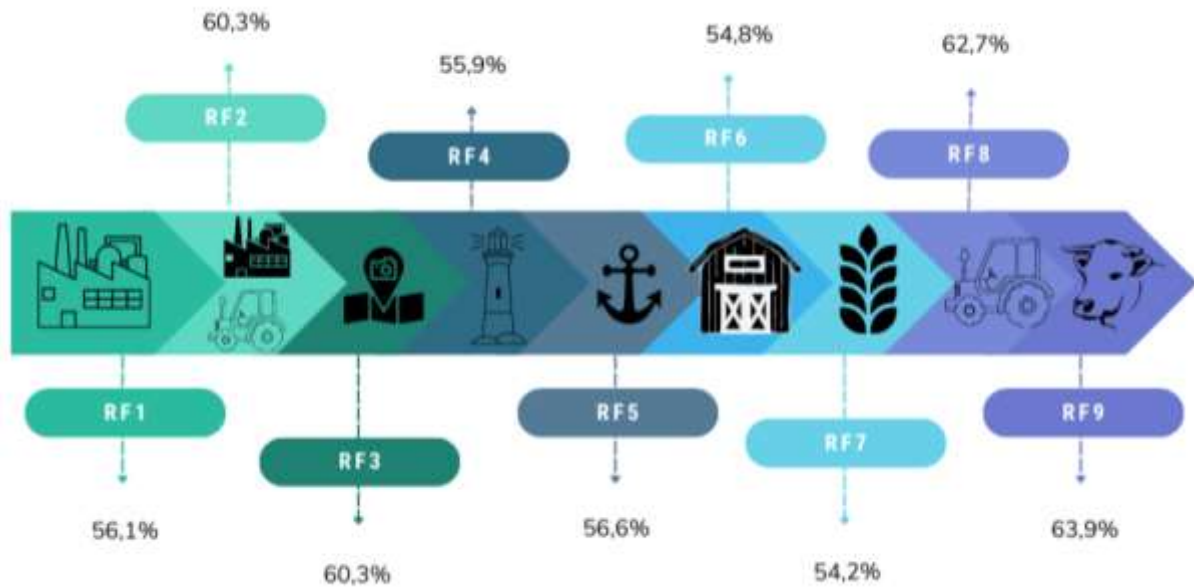 60,3%
54,8%
62,7%
55,9%
RF2
RF6
RF4
RF8
RF1
RF5
RF9
RF3
RF7
56,1%
56,6%
63,9%
60,3%
54,2%